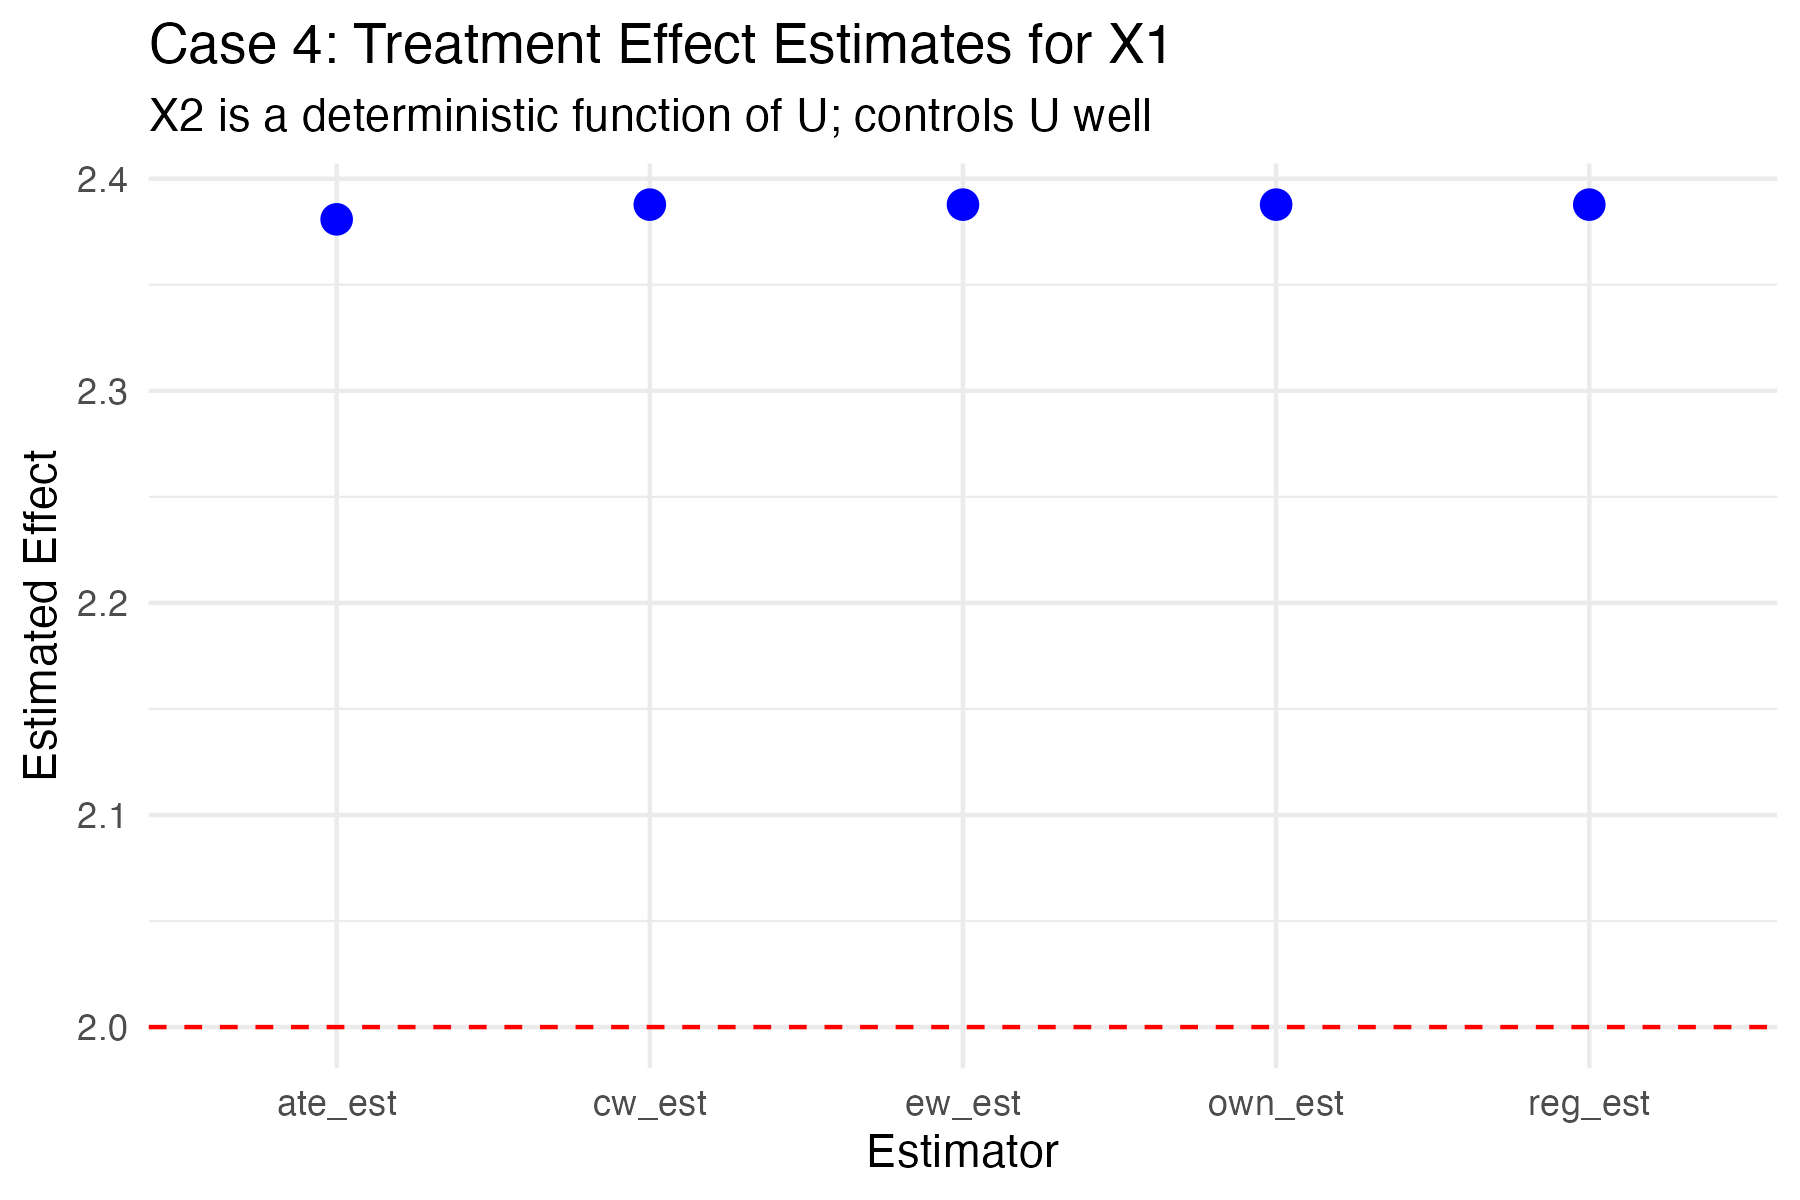 Case 4: Treatment Effect Estimates for X1
X2 is a deterministic function of U; controls U well
2.4
2.3
2.2
2.1
2.0
Estimated Effect
ate_est cw_est ew_est own_est reg_est
Estimator